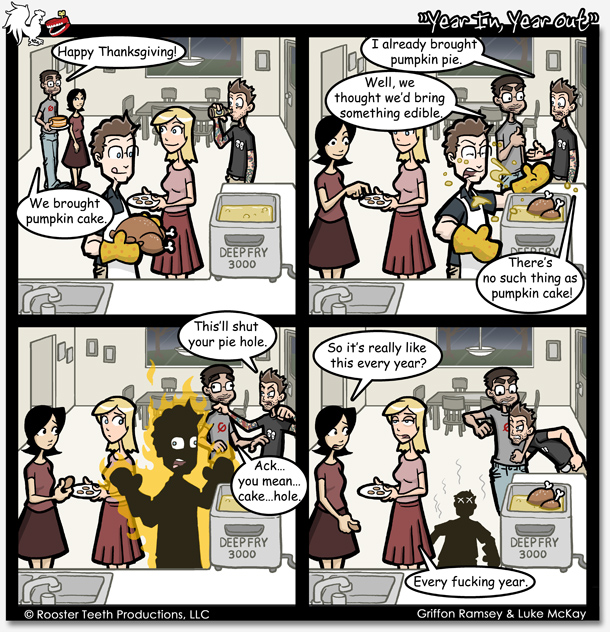 "Year In, Year Out"
Happy Thanksgiving!
We brought
pumpkin cake.
DEEP FRY
3000
I already brought
pumpkin pie.
Well, we
thought we'd bring
something edible.
There's
no such thing as
pumpkin cake!
DEEP FRY
3000
This'll shut
your pie hole.
Ack...
you mean...
cake...hole.
DEEP FRY
3000
So it's really like
this every year?
Every fucking year.
DEEP FRY
3000
© Rooster Teeth Productions, LLC
Griffon Ramsey & Luke McKay